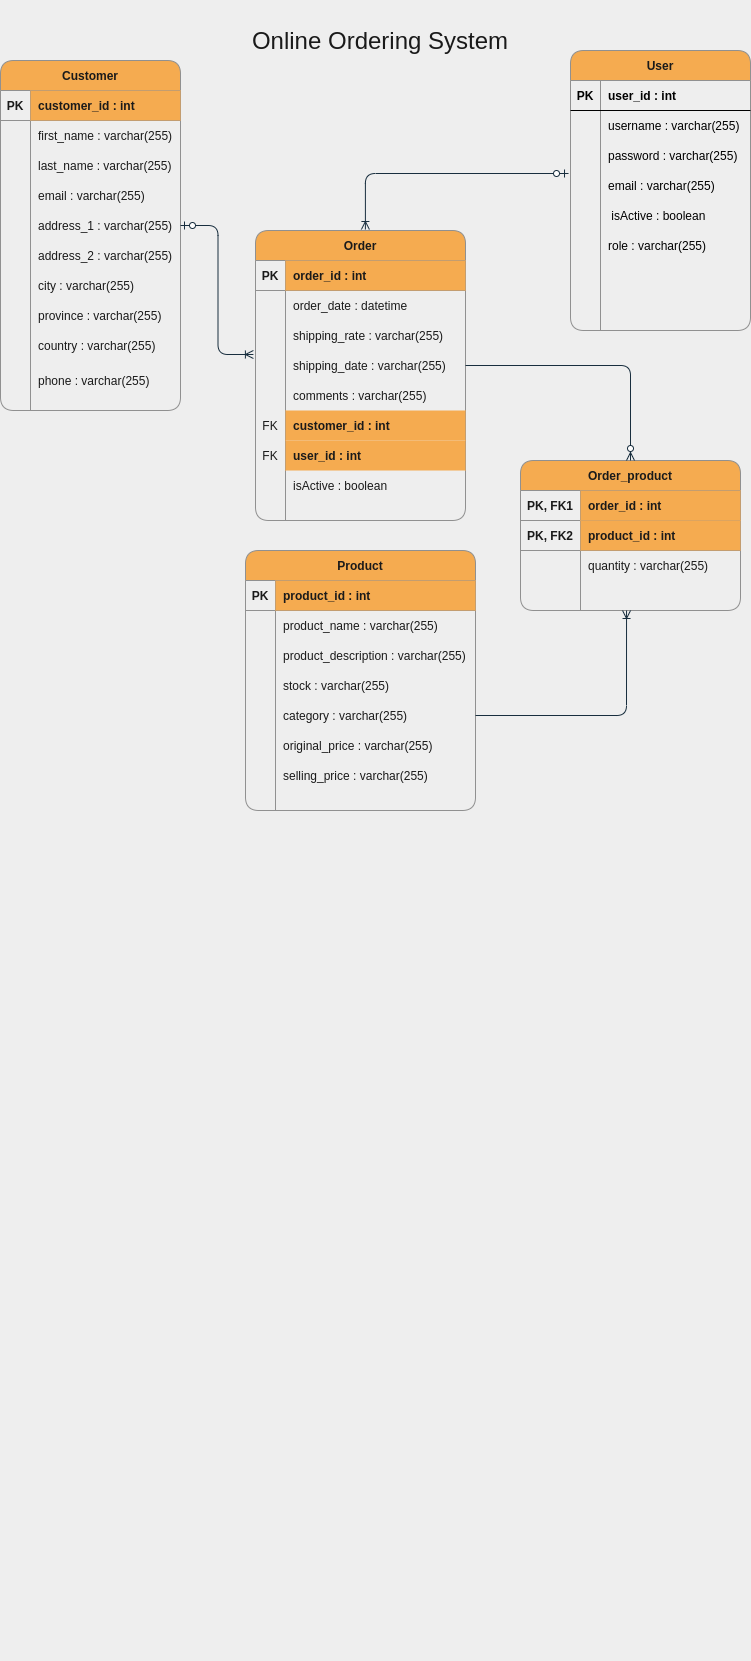 Online Ordering System
Customer
PK customer_id : int
first_name : varchar(255)
last_name : varchar(255)
email : varchar(255)
address_1 : varchar(255)
address_2 : varchar(255)
city : varchar(255)
province : varchar(255)
country : varchar(255)
phone : varchar(255)
User
PK user_id : int
username : varchar(255)
password : varchar(255)
email : varchar(255)
isActive : boolean
role : varchar(255)
Order
PK order_id : int
order_date : datetime
shipping_rate : varchar(255)
shipping_date : varchar(255)
comments : varchar(255)
FK customer_id : int
FK user_id : int
isActive : boolean
Order_product
PK, FK1 order_id : int
PK, FK2 product_id : int
quantity : varchar(255)
Product
PK product_id : int
product_name : varchar(255)
product_description : varchar(255)
stock : varchar(255)
category : varchar(255)
original_price : varchar(255)
selling_price : varchar(255)